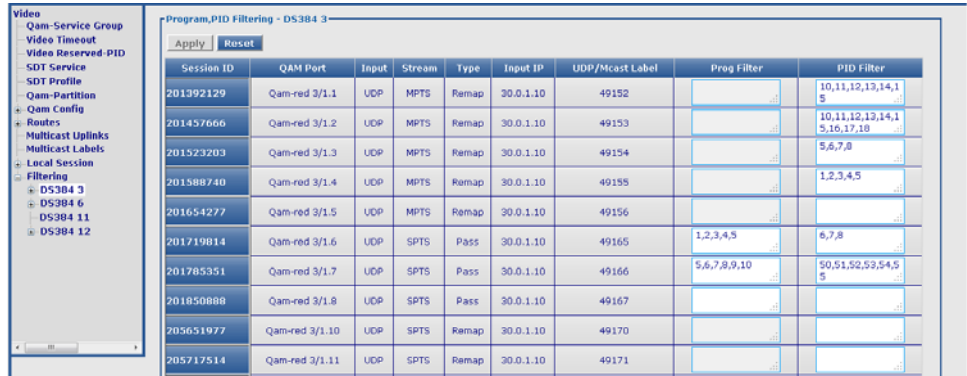 Video
Qam-Service Group
Video Timeout
Video Reserved-PID
SDT Service
SDT Profile
Qam-Partition
Qam Config
Routes
Multicast Uplinks
Multicast Labels
Local Session
Filtering
DS384 3
DS384 6
DS384 11
DS384 12
Program,PID Filtering - DS384 3
Apply Reset
Session ID QAM Port Input Stream Type Input IP UDP/Mcast Label Prog Filter PID Filter
201392129 Qam-red 3/1.1 UDP MPTS Remap 30.0.1.10 49152 10,11,12,13,14,1
5
201457666 Qam-red 3/1.2 UDP MPTS Remap 30.0.1.10 49153 10,11,12,13,14,1
5,16,17,18
201523203 Qam-red 3/1.3 UDP MPTS Remap 30.0.1.10 49154 5,6,7,8
201588740 Qam-red 3/1.4 UDP MPTS Remap 30.0.1.10 49155 1,2,3,4,5
201654277 Qam-red 3/1.5 UDP MPTS Remap 30.0.1.10 49156
201719814 Qam-red 3/1.6 UDP SPTS Pass 30.0.1.10 49165 1,2,3,4,5 6,7,8
201785351 Qam-red 3/1.7 UDP SPTS Pass 30.0.1.10 49166 5,6,7,8,9,10 50,51,52,53,54,5
5
201850888 Qam-red 3/1.8 UDP SPTS Pass 30.0.1.10 49167
205651977 Qam-red 3/1.10 UDP SPTS Remap 30.0.1.10 49170
205717514 Qam-red 3/1.11 UDP SPTS Remap 30.0.1.10 49171